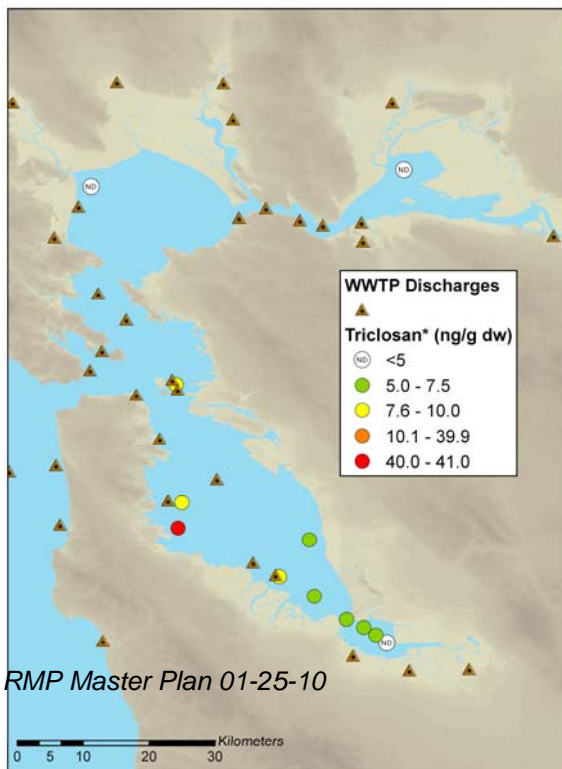 ND
ND
WWTP Discharges
Triclosan* (ng/g dw)
ND <5
5.0 - 7.5
7.6 - 10.0
10.1 - 39.9
40.0 - 41.0
ND
RMP Master Plan 01-25-10
Kilometers
0 5 10 20 30